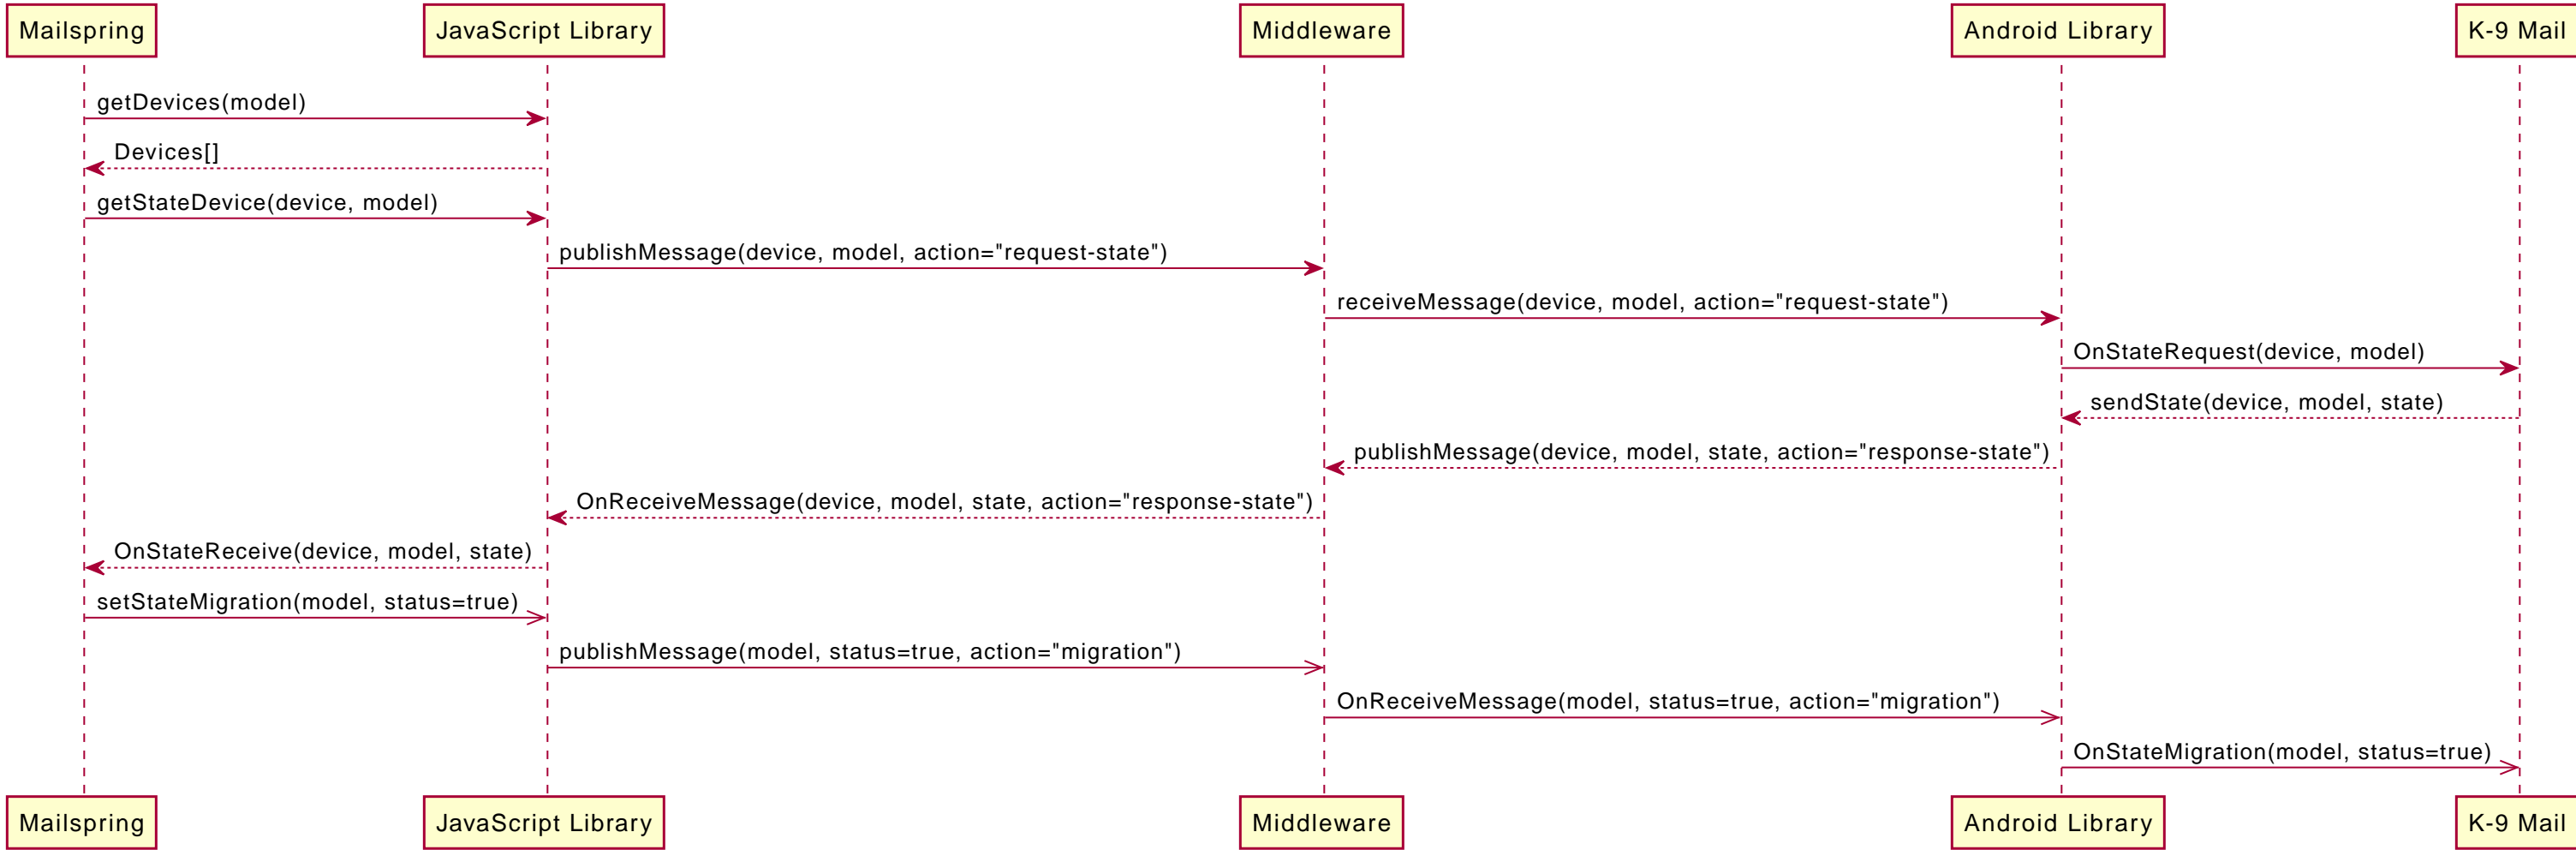 Mailspring
JavaScript Library
Middleware
Android Library
K-9 Mail
getDevices(model)
Devices[]
getStateDevice(device, model)
publishMessage(device, model, action="request-state")
receiveMessage(device, model, action="request-state")
OnStateRequest(device, model)
sendState(device, model, state)
publishMessage(device, model, state, action="response-state")
OnReceiveMessage(device, model, state, action="response-state")
OnStateReceive(device, model, state)
setStateMigration(model, status=true)
publishMessage(model, status=true, action="migration")
OnReceiveMessage(model, status=true, action="migration")
OnStateMigration(model, status=true)
Mailspring
JavaScript Library
Middleware
Android Library
K-9 Mail